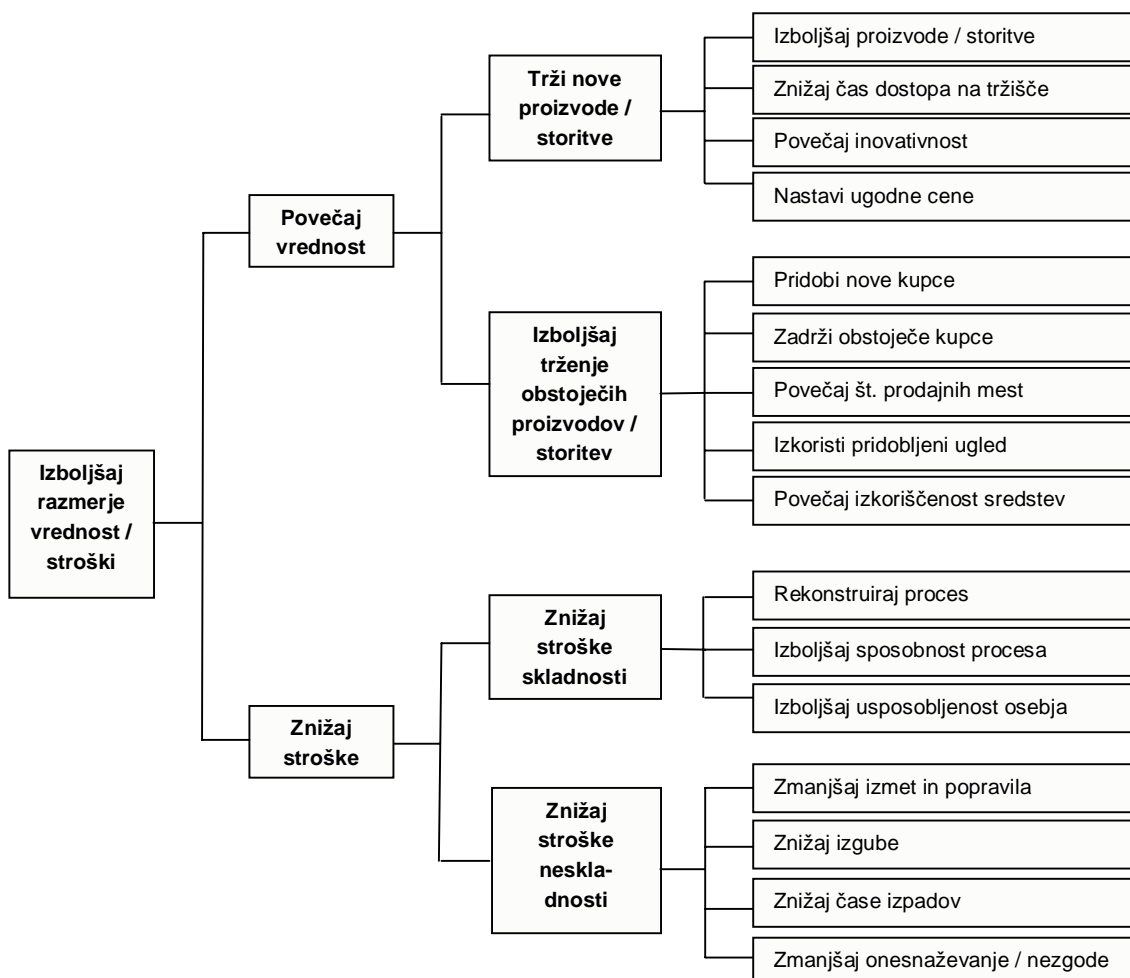 Izboljšaj
razmerje
vrednost /
stroški
Povečaj
vrednost
Trži nove
proizvode /
storitve
Izboljšaj proizvode / storitve
Znižaj čas dostopa na tržišče
Povečaj inovativnost
Nastavi ugodne cene
Izboljšaj
trženje
obstoječih
proizvodov /
storitev
Pridobi nove kupce
Zadrži obstoječe kupce
Povečaj št. prodajnih mest
Izkoristi pridobljeni ugled
Povečaj izkoriščenost sredstev
Znižaj
stroške
Znižaj
stroške
skladnosti
Rekonstruiraj proces
Izboljšaj sposobnost procesa
Izboljšaj usposobljenost osebja
Znižaj
stroške
neskla-
dnosti
Zmanjšaj izmet in popravila
Znižaj izgube
Znižaj čase izpadov
Zmanjšaj onesnaževanje / nezgode